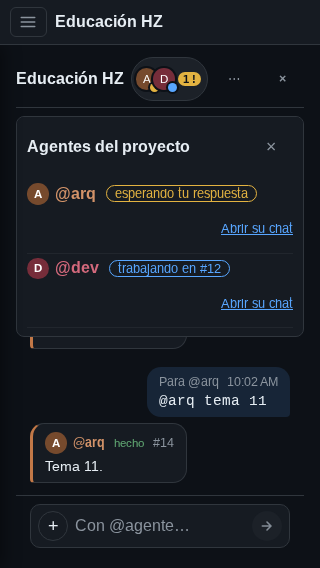 Educación HZ
Educación HZ A D 1 ! ... ×
Agentes del proyecto ×
A @arq esperando tu respuesta
Abrir su chat
D @dev trabajando en #12
Abrir su chat
Para @arq 10:02 AM
@arq tema 11
A @arq hecho #14
Tema 11.
+ Con @agente… →